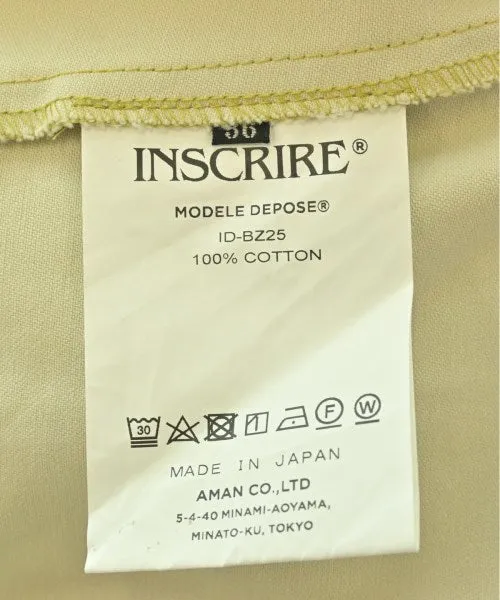 36
INSCRIRE®
MODELE DEPOSE®
ID-BZ25
100% COTTON
30 F W
MADE IN JAPAN
AMAN CO.,LTD
5-4-40 MINAMI-AOYAMA,
MINATO-KU, TOKYO